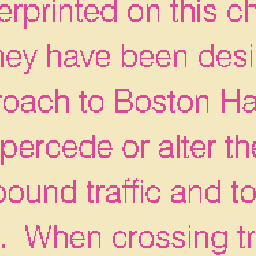 erprinted on this ch
hey have been desi
roach to Boston Ha
percede or alter the
bound traffic and to
. When crossing tr